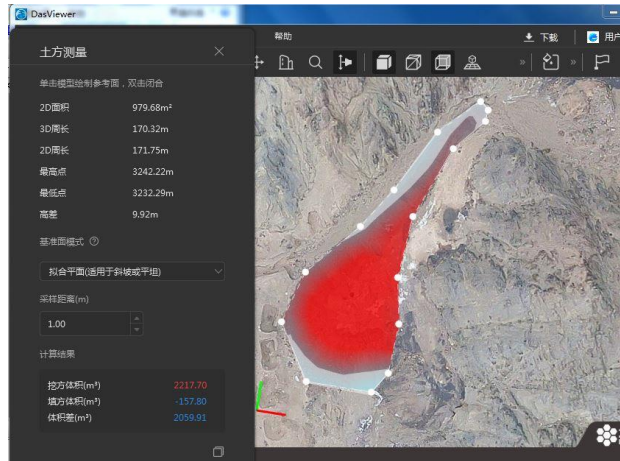 DasViewer
帮助
下载
用户
土方测量
单击模型绘制参考面，双击闭合
2D面积 979.68m²
3D周长 170.32m
2D周长 171.75m
最高点 3242.22m
最低点 3232.29m
高差 9.92m
基准面模式
拟合平面(适用于斜坡或平坦)
采样距离(m)
1.00
计算结果
挖方体积(m³) 2217.70
填方体积(m³) -157.80
体积差(m³) 2059.91